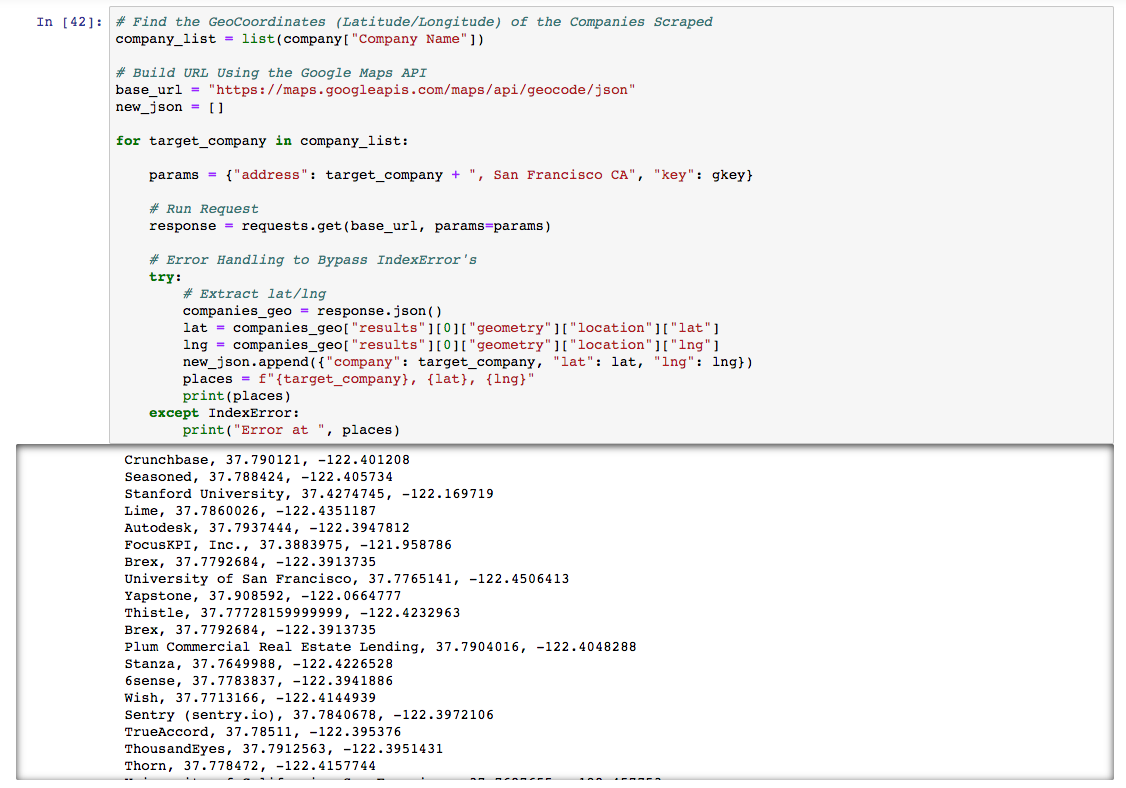 In [42]: # Find the GeoCoordinates (Latitude/Longitude) of the Companies Scraped
company_list = list(company["Company Name"])

# Build URL Using the Google Maps API
base_url = "https://maps.googleapis.com/maps/api/geocode/json"
new_json = []

for target_company in company_list:

    params = {"address": target_company + ", San Francisco CA", "key": gkey}

    # Run Request
    response = requests.get(base_url, params=params)

    # Error Handling to Bypass IndexError's
    try:
        # Extract lat/lng
        companies_geo = response.json()
        lat = companies_geo["results"][0]["geometry"]["location"]["lat"]
        lng = companies_geo["results"][0]["geometry"]["location"]["lng"]
        new_json.append({"company": target_company, "lat": lat, "lng": lng})
        places = f"{target_company}, {lat}, {lng}"
        print(places)
    except IndexError:
        print("Error at ", places)
Crunchbase, 37.790121, -122.401208
Seasoned, 37.788424, -122.405734
Stanford University, 37.4274745, -122.169719
Lime, 37.7860026, -122.4351187
Autodesk, 37.7937444, -122.3947812
FocusKPI, Inc., 37.3883975, -121.958786
Brex, 37.7792684, -122.3913735
University of San Francisco, 37.7765141, -122.4506413
Yapstone, 37.908592, -122.0664777
Thistle, 37.77728159999999, -122.4232963
Brex, 37.7792684, -122.3913735
Plum Commercial Real Estate Lending, 37.7904016, -122.4048288
Stanza, 37.7649988, -122.4226528
6sense, 37.7783837, -122.3941886
Wish, 37.7713166, -122.4144939
Sentry (sentry.io), 37.7840678, -122.3972106
TrueAccord, 37.78511, -122.395376
ThousandEyes, 37.7912563, -122.3951431
Thorn, 37.778472, -122.4157744